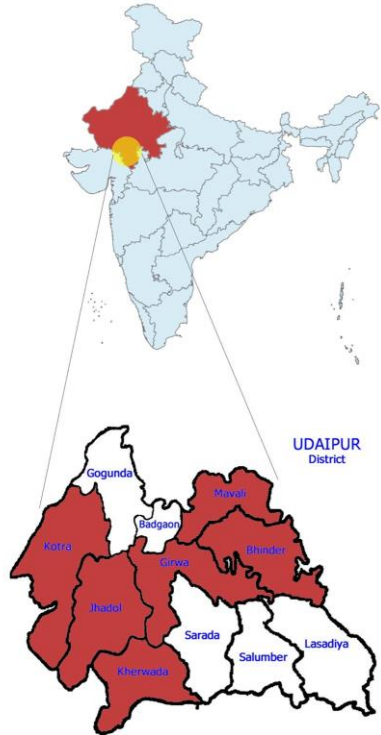 UDAIPUR
District
Gogunda
Mavali
Badgaon
Kotra
Bhinder
Girwa
Jhadol
Sarada
Lasadiya
Salumber
Kherwada